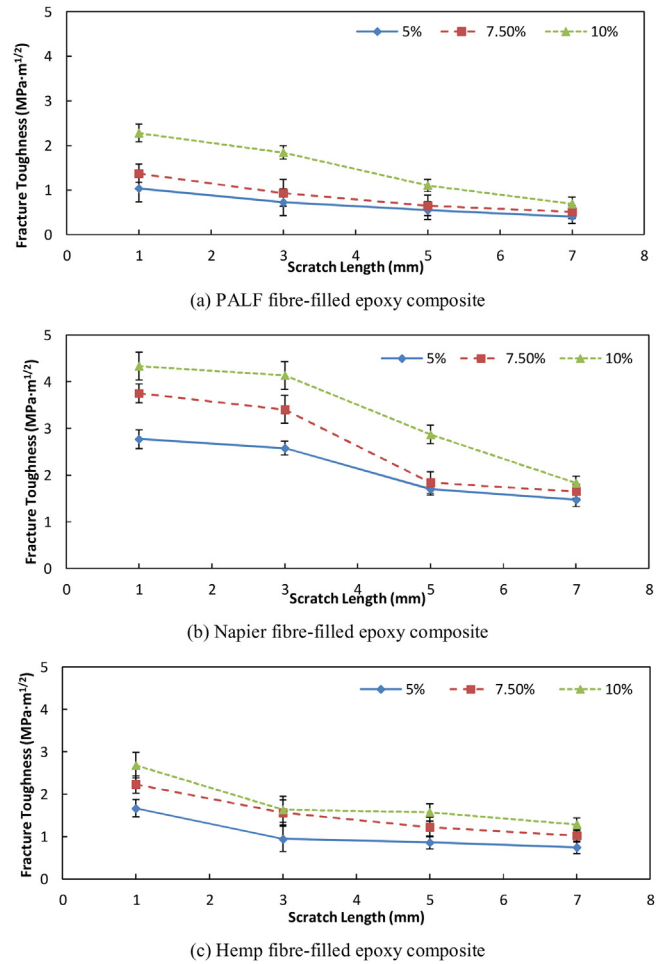 5% 7.50% 10%
Fracture Toughness (MPa·m1/2)
5
4
3
2
1
0
0 1 2 3 4 5 6 7 8
Scratch Length (mm)
(a) PALF fibre-filled epoxy composite
5% 7.50% 10%
Fracture Toughness (MPa·m1/2)
5
4
3
2
1
0
0 1 2 3 4 5 6 7 8
Scratch Length (mm)
(b) Napier fibre-filled epoxy composite
5% 7.50% 10%
Fracture Toughness (MPa·m1/2)
5
4
3
2
1
0
0 1 2 3 4 5 6 7 8
Scratch Length (mm)
(c) Hemp fibre-filled epoxy composite